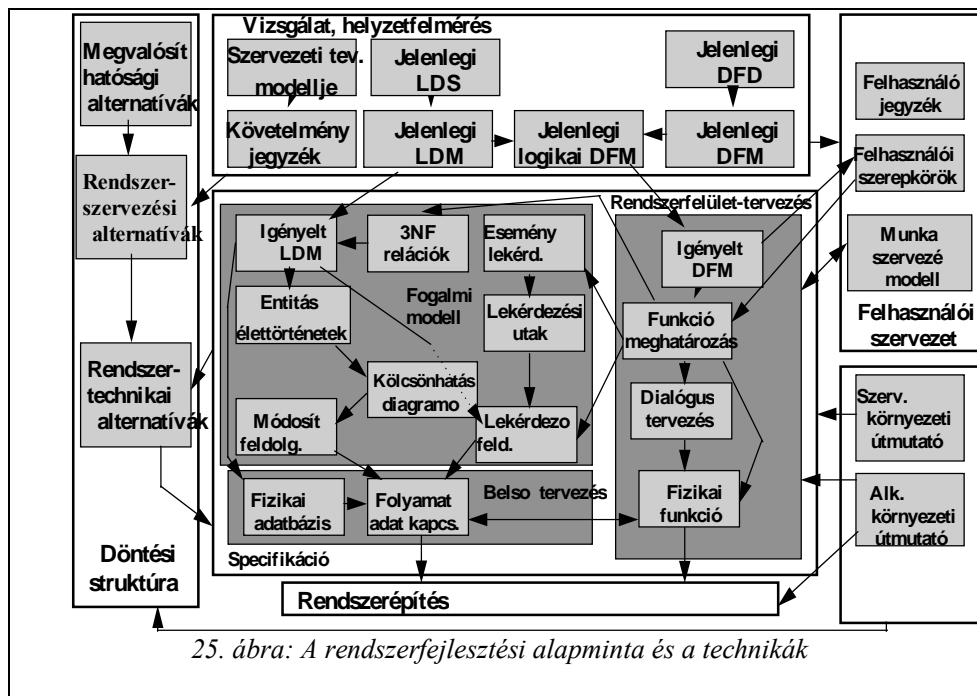 Vizsgálat, helyzetfelmérés
Megvalósít
hatósági
alternatívák
Rendszer-
szervezési
alternatívák
Rendszer-
technikai
alternatívák
Döntési
struktúra
Szervezeti tev.
modellje
Jelenlegi
LDS
Jelenlegi
DFD
Követelmény
jegyzék
Jelenlegi
LDM
Jelenlegi
logikai DFM
Jelenlegi
DFM
Felhasználó
jegyzék
Felhasználói
szerepkörök
Munka
szervezé
modell
Felhasználói
szervezet
Rendszerfelület-tervezés
Igényelt
LDM
3NF
relációk
Esemény
lekérd.
Igényelt
DFM
Entitás
élettörténetek
Fogalmi
modell
Lekérdezési
utak
Funkció
meghatározás
Kölcsönhatás
diagramo
Dialógus
tervezés
Módosít
feldolg.
Lekérdezo
feld.
Szerv.
környezeti
útmutató
Fizikai
adatbázis
Folyamat
adat kapcs.
Belso tervezés
Fizikai
funkció
Alk.
környezeti
útmutató
Specifikáció
Rendszerépítés
25. ábra: A rendszerfejlesztési alapminta és a technikák